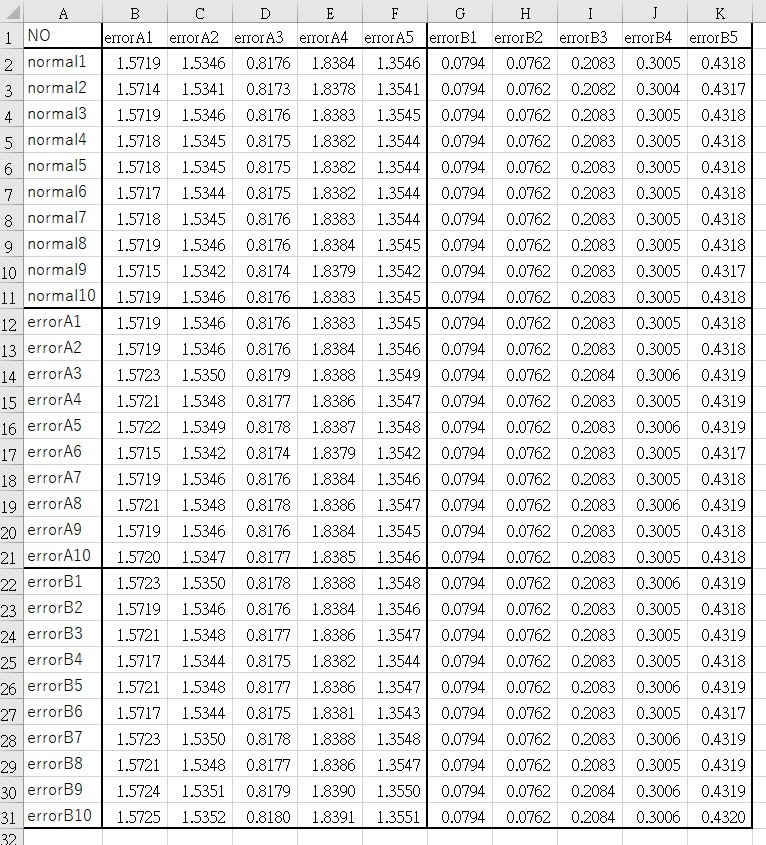 A B C D E F G H I J K
1 NO errorA1 errorA2 errorA3 errorA4 errorA5 errorB1 errorB2 errorB3 errorB4 errorB5
2 normal1 1.5719 1.5346 0.8176 1.8384 1.3546 0.0794 0.0762 0.2083 0.3005 0.4318
3 normal2 1.5714 1.5341 0.8173 1.8378 1.3541 0.0794 0.0762 0.2082 0.3004 0.4317
4 normal3 1.5719 1.5346 0.8176 1.8383 1.3545 0.0794 0.0762 0.2083 0.3005 0.4318
5 normal4 1.5718 1.5345 0.8175 1.8382 1.3544 0.0794 0.0762 0.2083 0.3005 0.4318
6 normal5 1.5718 1.5345 0.8175 1.8382 1.3544 0.0794 0.0762 0.2083 0.3005 0.4318
7 normal6 1.5717 1.5344 0.8175 1.8382 1.3544 0.0794 0.0762 0.2083 0.3005 0.4318
8 normal7 1.5718 1.5345 0.8176 1.8383 1.3544 0.0794 0.0762 0.2083 0.3005 0.4318
9 normal8 1.5719 1.5346 0.8176 1.8384 1.3545 0.0794 0.0762 0.2083 0.3005 0.4318
10 normal9 1.5715 1.5342 0.8174 1.8379 1.3542 0.0794 0.0762 0.2083 0.3005 0.4317
11 normal10 1.5719 1.5346 0.8176 1.8383 1.3545 0.0794 0.0762 0.2083 0.3005 0.4318
12 errorA1 1.5719 1.5346 0.8176 1.8383 1.3545 0.0794 0.0762 0.2083 0.3005 0.4318
13 errorA2 1.5719 1.5346 0.8176 1.8384 1.3546 0.0794 0.0762 0.2083 0.3005 0.4318
14 errorA3 1.5723 1.5350 0.8179 1.8388 1.3549 0.0794 0.0762 0.2084 0.3006 0.4319
15 errorA4 1.5721 1.5348 0.8177 1.8386 1.3547 0.0794 0.0762 0.2083 0.3005 0.4319
16 errorA5 1.5722 1.5349 0.8178 1.8387 1.3548 0.0794 0.0762 0.2083 0.3006 0.4319
17 errorA6 1.5715 1.5342 0.8174 1.8379 1.3542 0.0794 0.0762 0.2083 0.3005 0.4317
18 errorA7 1.5719 1.5346 0.8176 1.8384 1.3546 0.0794 0.0762 0.2083 0.3005 0.4318
19 errorA8 1.5721 1.5348 0.8178 1.8386 1.3547 0.0794 0.0762 0.2083 0.3006 0.4319
20 errorA9 1.5719 1.5346 0.8176 1.8384 1.3545 0.0794 0.0762 0.2083 0.3005 0.4318
21 errorA10 1.5720 1.5347 0.8177 1.8385 1.3546 0.0794 0.0762 0.2083 0.3005 0.4318
22 errorB1 1.5723 1.5350 0.8178 1.8388 1.3548 0.0794 0.0762 0.2083 0.3006 0.4319
23 errorB2 1.5719 1.5346 0.8176 1.8384 1.3546 0.0794 0.0762 0.2083 0.3005 0.4318
24 errorB3 1.5721 1.5348 0.8177 1.8386 1.3547 0.0794 0.0762 0.2083 0.3005 0.4319
25 errorB4 1.5717 1.5344 0.8175 1.8382 1.3544 0.0794 0.0762 0.2083 0.3005 0.4318
26 errorB5 1.5721 1.5348 0.8177 1.8386 1.3547 0.0794 0.0762 0.2083 0.3006 0.4319
27 errorB6 1.5717 1.5344 0.8175 1.8381 1.3543 0.0794 0.0762 0.2083 0.3005 0.4317
28 errorB7 1.5723 1.5350 0.8178 1.8388 1.3548 0.0794 0.0762 0.2083 0.3006 0.4319
29 errorB8 1.5721 1.5348 0.8177 1.8386 1.3547 0.0794 0.0762 0.2083 0.3005 0.4319
30 errorB9 1.5724 1.5351 0.8179 1.8390 1.3550 0.0794 0.0762 0.2084 0.3006 0.4319
31 errorB10 1.5725 1.5352 0.8180 1.8391 1.3551 0.0794 0.0762 0.2084 0.3006 0.4320
32